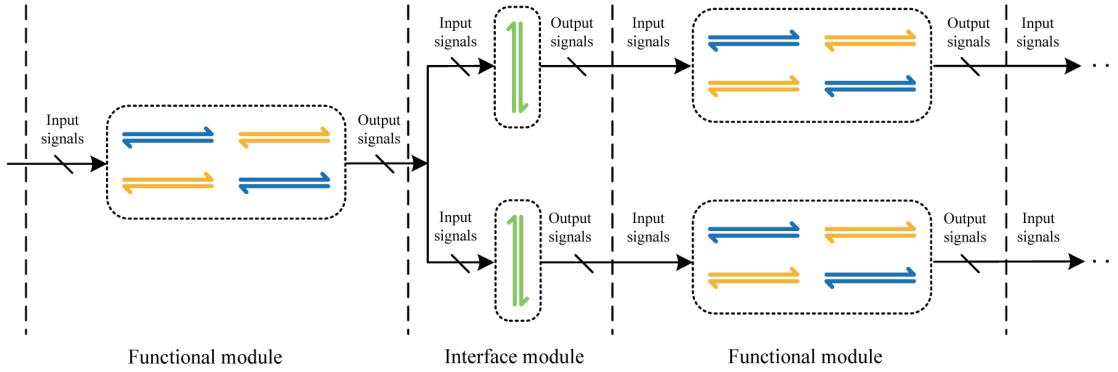 Input
signals
Output
signals
Input
signals
Output
signals
Input
signals
Output
signals
Input
signals
· ·
Input
signals
Output
signals
Input
signals
Output
signals
Input
signals
· ·
Functional module
Interface module
Functional module